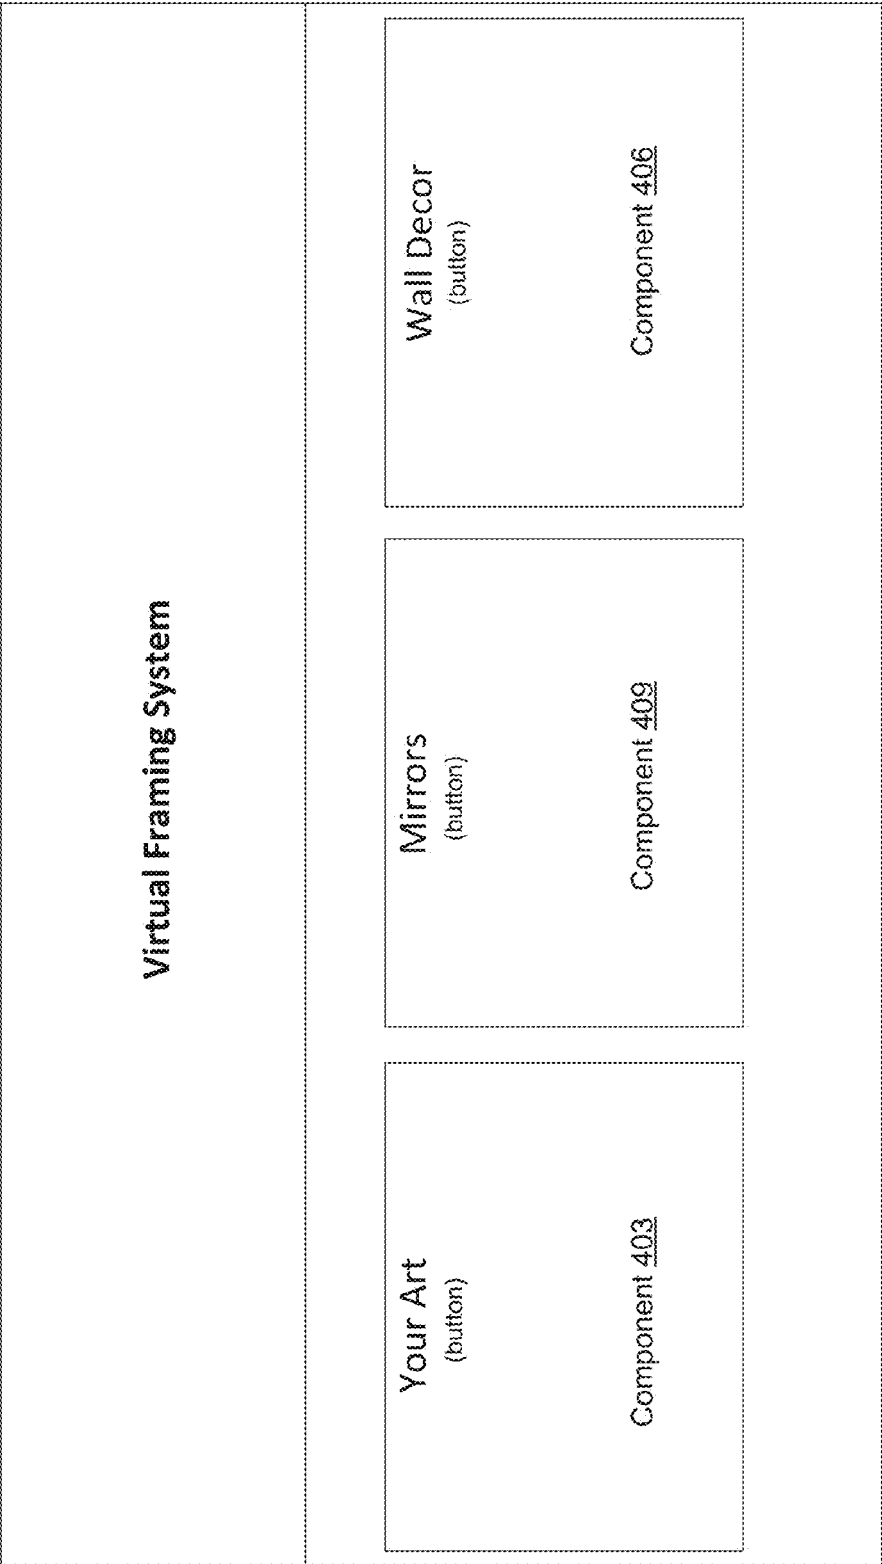 Virtual Framing System
Your Art
(button)
Component 403
Mirrors
(button)
Component 409
Wall Decor
(button)
Component 406